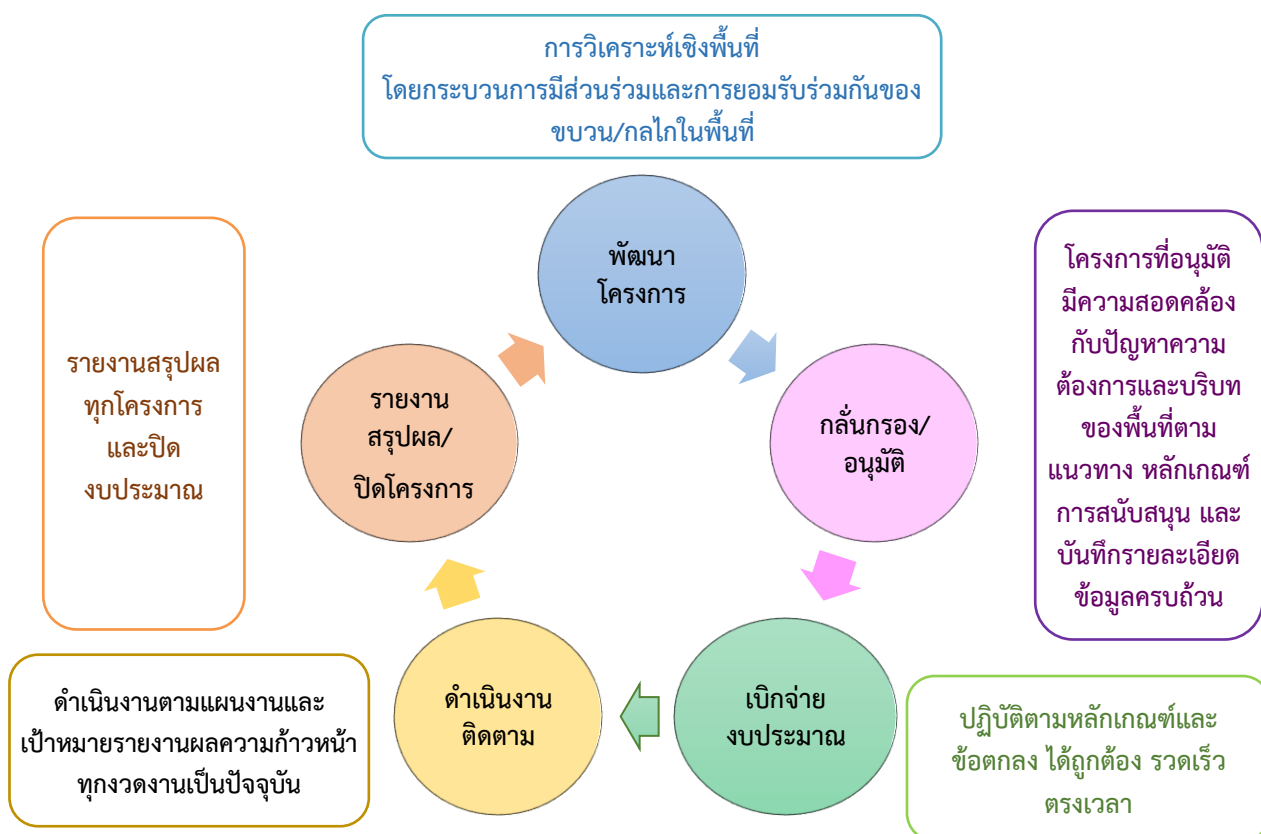 การวิเคราะห์เชิงพื้นที่
โดยกระบวนการมีส่วนร่วมและการยอมรับร่วมกันของ
ขบวน/กลไกในพื้นที่
พัฒนา
โครงการ
โครงการที่อนุมัติ
มีความสอดคล้อง
กับปัญหาความ
ต้องการและบริบท
ของพื้นที่ตาม
แนวทาง หลักเกณฑ์
การสนับสนุน และ
บันทึกรายละเอียด
ข้อมูลครบถ้วน
กลั่นกรอง/
อนุมัติ
เบิกจ่าย
งบประมาณ
ปฏิบัติตามหลักเกณฑ์และ
ข้อตกลง ได้ถูกต้อง รวดเร็ว
ตรงเวลา
ดำเนินงาน
ติดตาม
ดำเนินงานตามแผนงานและ
เป้าหมายรายงานผลความก้าวหน้า
ทุกงวดงานเป็นปัจจุบัน
รายงาน
สรุปผล/
ปิดโครงการ
รายงานสรุปผล
ทุกโครงการ
และปิด
งบประมาณ